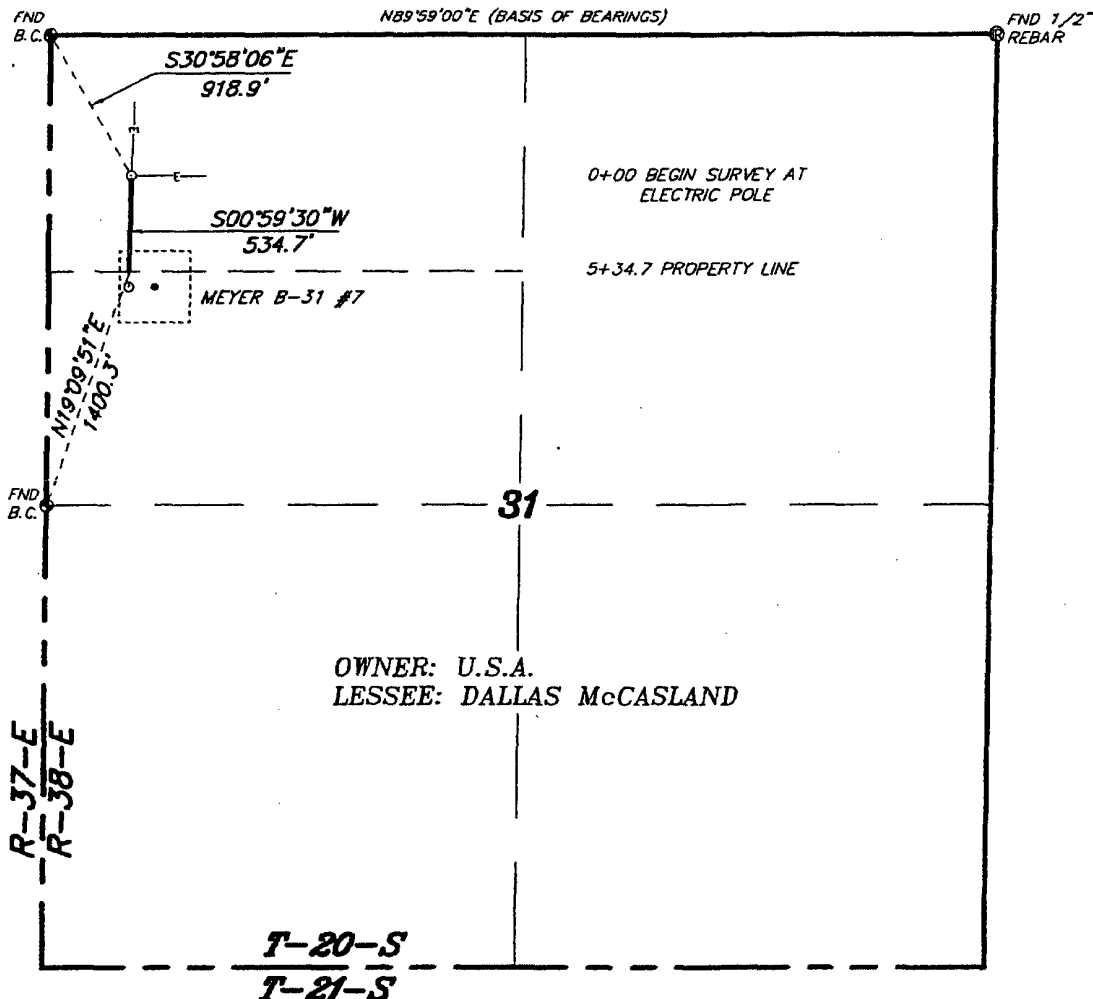 FND
B.C.
N89°59'00"E (BASIS OF BEARINGS)
FND 1/2"
REBAR
S30°58'06"E
918.9'
E
E
0+00 BEGIN SURVEY AT
ELECTRIC POLE
S00°59'30"W
534.7'
5+34.7 PROPERTY LINE
MEYER B-31 #7
N19°09'51"E
1400.3'
FND
B.C.
31
OWNER: U.S.A.
LESSEE: DALLAS McCASLAND
R-37-E
R-38-E
T-20-S
T-21-S